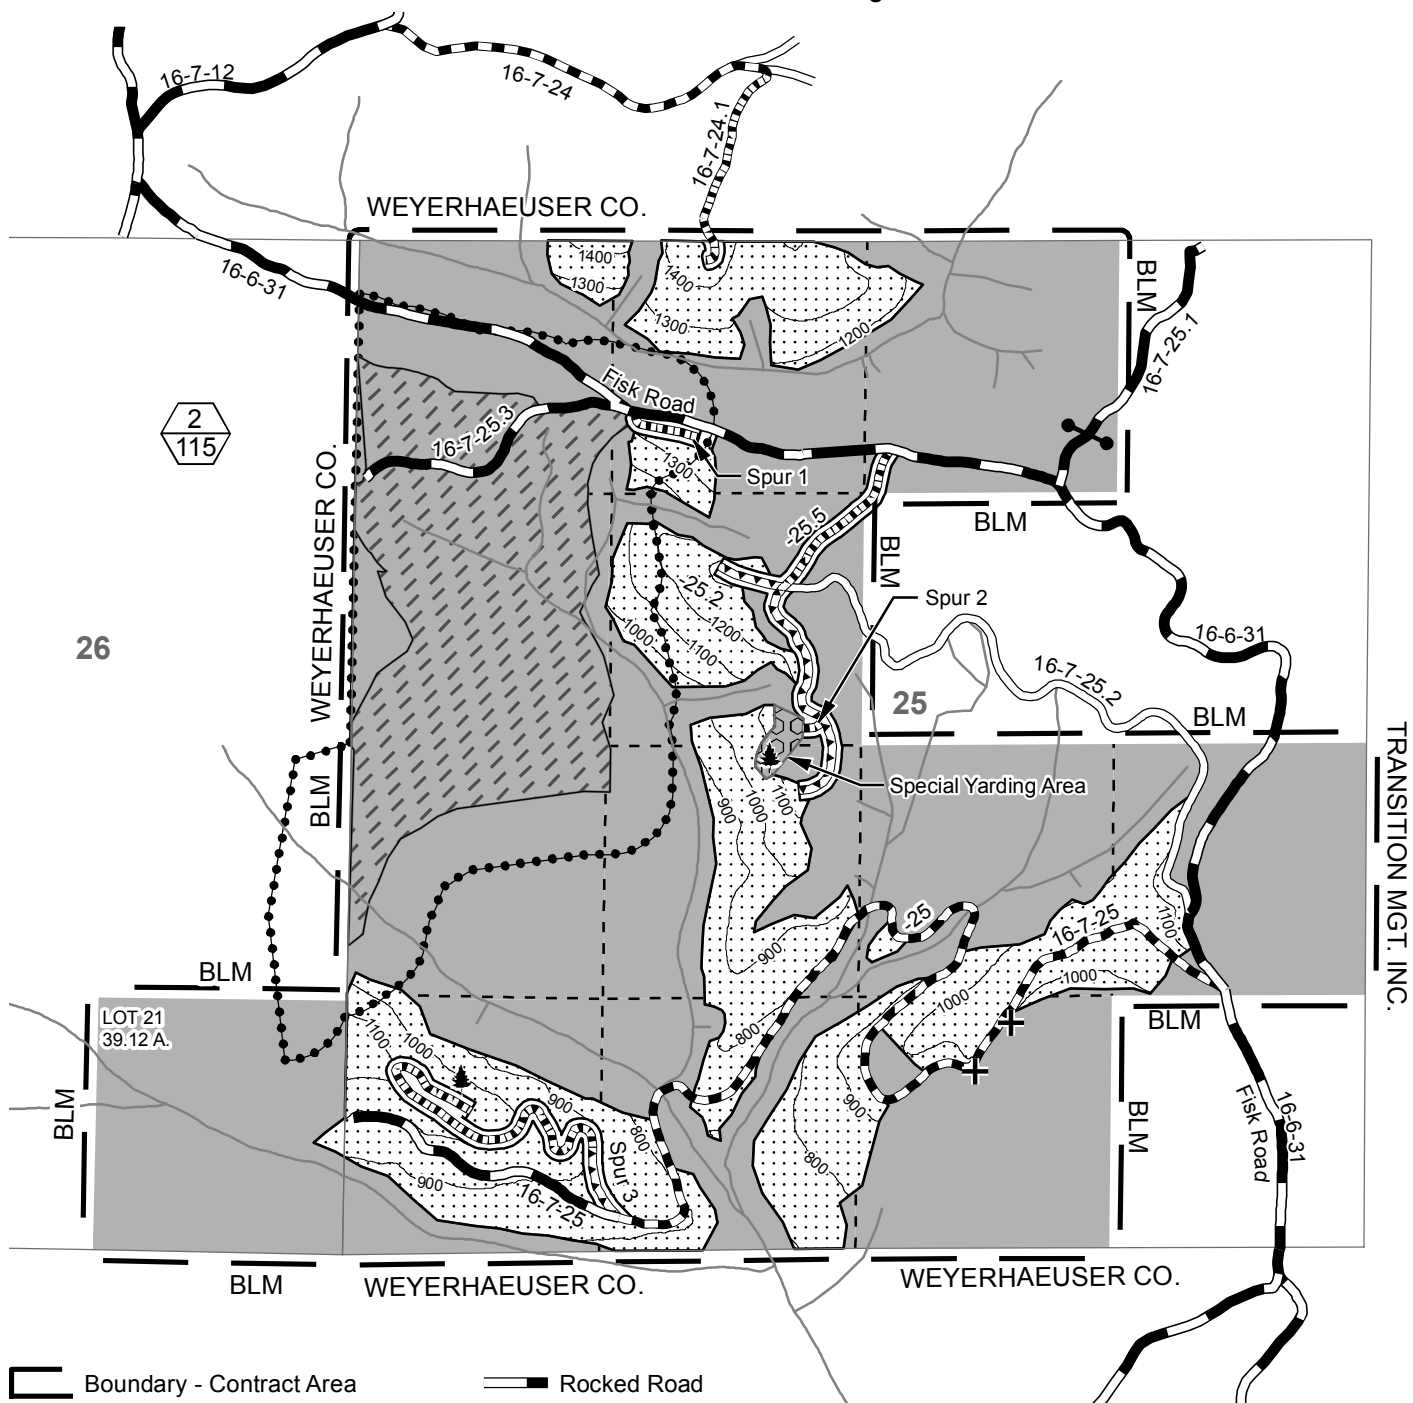 16-7-12
16-7-24
16-7-24.1
WEYERHAEUSER CO.
16-6-31
1400
1300
1400
1300
1200
BLM
16-7-25.1
Fisk Road
2
115
16-7-25.3
1300
Spur 1
WEYERHAEUSER CO.
-25.5
BLM
BLM
-25.2
1000
1200
1100
Spur 2
16-6-31
26
16-7-25.2
25
BLM
TRANSITION MGT. INC.
BLM
Special Yarding Area
900
1000
1100
-25
16-7-25
1100
900
1000
1000
BLM
LOT 21
39.12 A.
BLM
1100
1000
800
900
900
800
BLM
BLM
Fisk Road
16-6-31
900
Spur 3
16-7-25
800
BLM
WEYERHAEUSER CO.
WEYERHAEUSER CO.
Boundary - Contract Area
Rocked Road